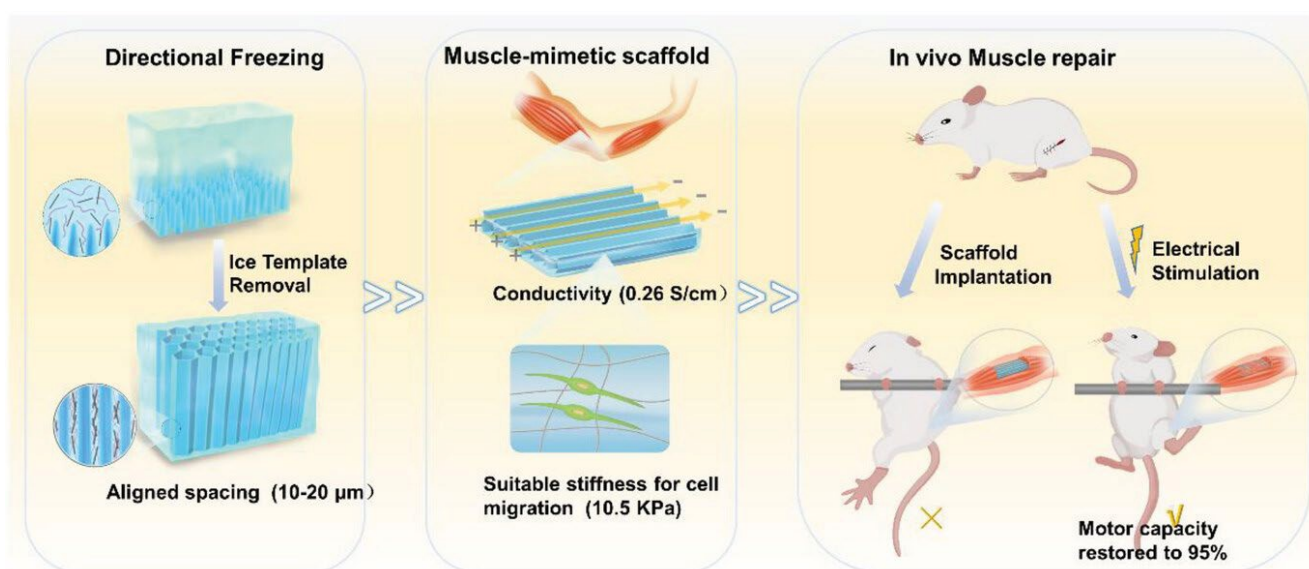 Directional Freezing
Ice Template
Removal
Aligned spacing (10-20 μm）
Muscle-mimetic scaffold
+
+
+
-
-
-
Conductivity (0.26 S/cm）
Suitable stiffness for cell
migration (10.5 KPa)
In vivo Muscle repair
Scaffold
Implantation
Electrical
Stimulation
×
√
Motor capacity
restored to 95%